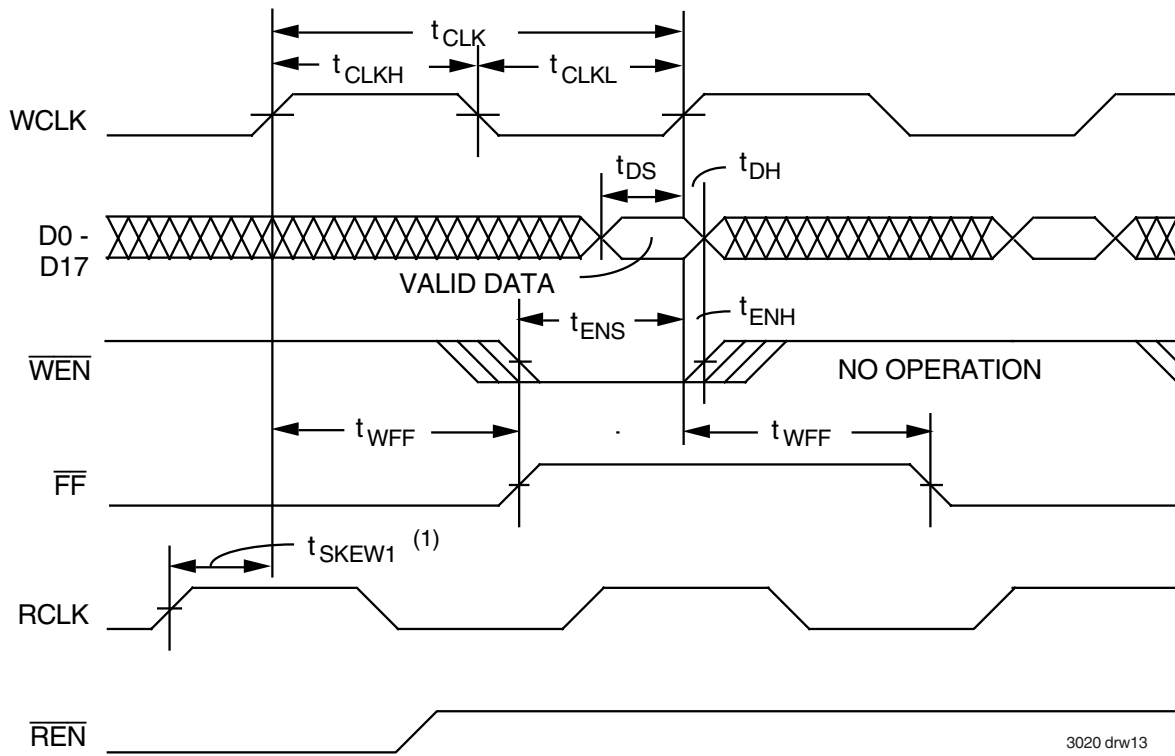 tCLK
tCLKH
tCLKL
WCLK
tDS
tDH
D0 -
D17
VALID DATA
tENS
tENH
WEN
NO OPERATION
tWFF
tWFF
FF
tSKEW1 (1)
RCLK
REN
3020 drw13